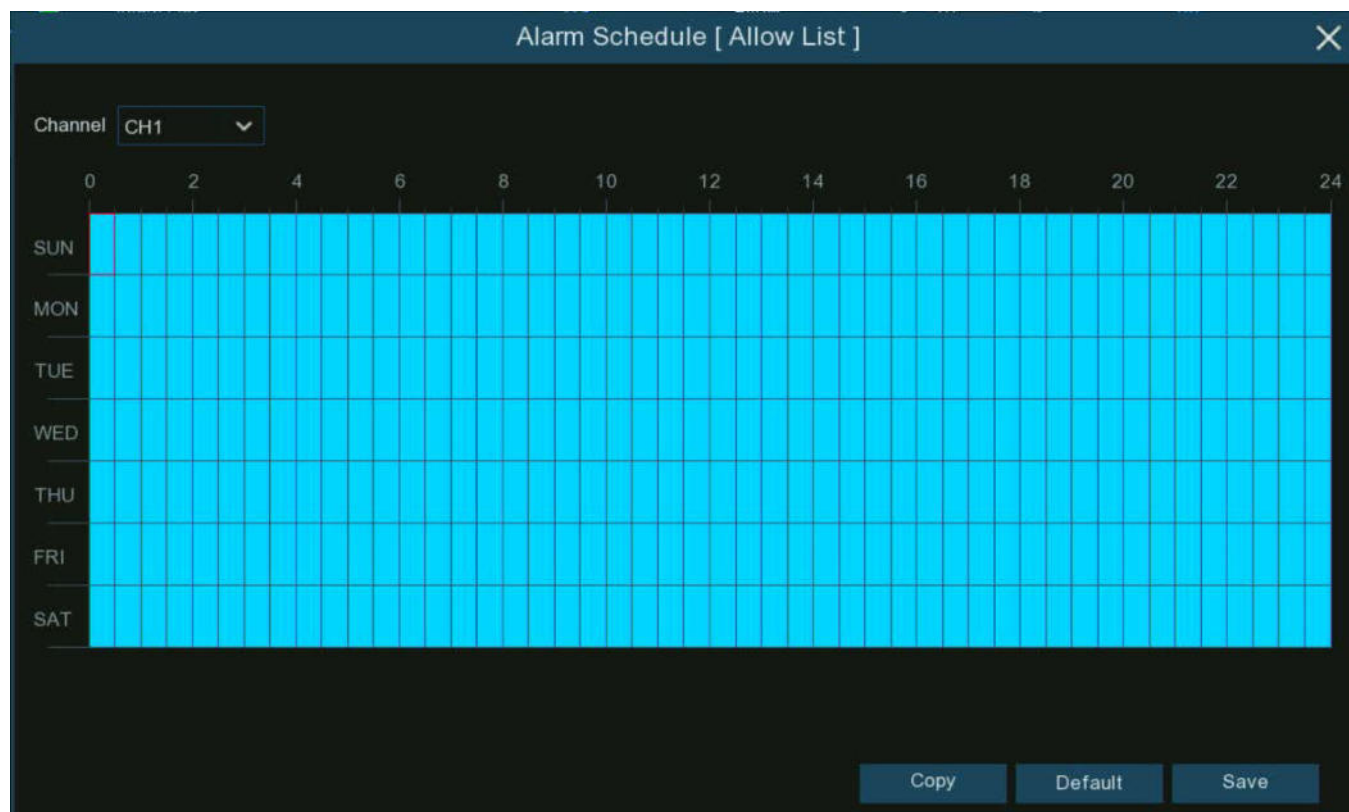 Alarm Schedule [ Allow List ]
Channel CH1
0 2 4 6 8 10 12 14 16 18 20 22 24
SUN
MON
TUE
WED
THU
FRI
SAT
Copy Default Save